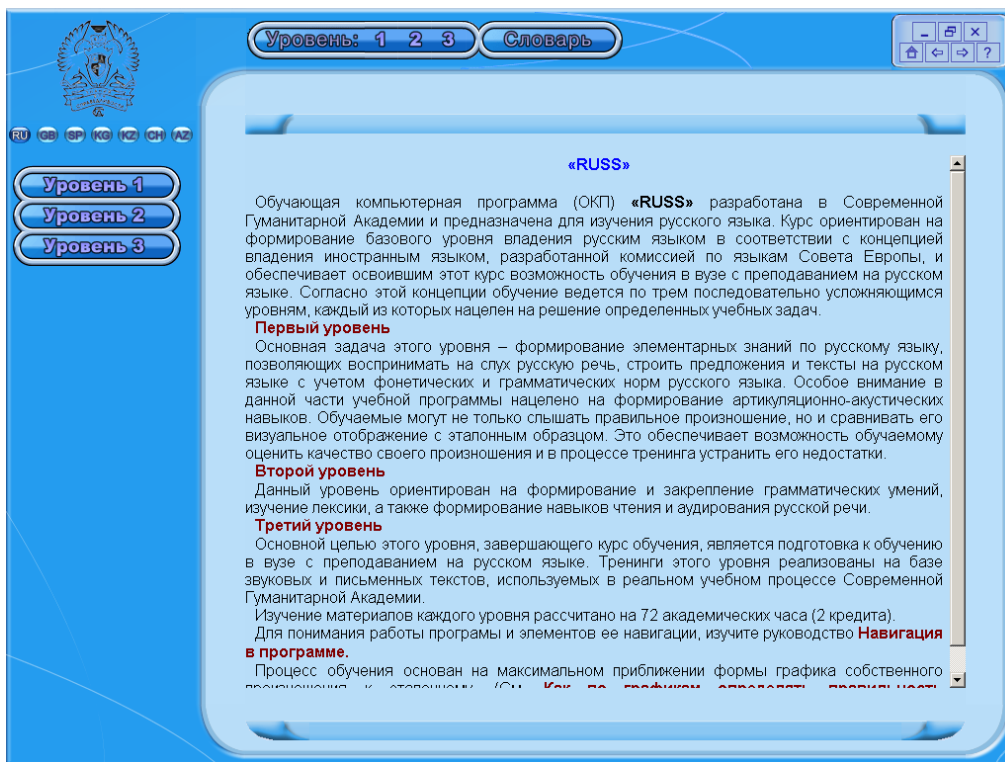 Уровень: 1 2 3 Словарь
RU GB SP KG KZ CH AZ
Уровень 1
Уровень 2
Уровень 3
«RUSS»
Обучающая компьютерная программа (ОКП) «RUSS» разработана в Современной
Гуманитарной Академии и предназначена для изучения русского языка. Курс ориентирован на
формирование базового уровня владения русским языком в соответствии с концепцией
владения иностранным языком, разработанной комиссией по языкам Совета Европы, и
обеспечивает освоившим этот курс возможность обучения в вузе с преподаванием на русском
языке. Согласно этой концепции обучение ведется по трем последовательно усложняющимся
уровням, каждый из которых нацелен на решение определенных учебных задач.
Первый уровень
Основная задача этого уровня – формирование элементарных знаний по русскому языку,
позволяющих воспринимать на слух русскую речь, строить предложения и тексты на русском
языке с учетом фонетических и грамматических норм русского языка. Особое внимание в
данной части учебной программы нацелено на формирование артикуляционно-акустических
навыков. Обучаемые могут не только слышать правильное произношение, но и сравнивать его
визуальное отображение с эталонным образцом. Это обеспечивает возможность обучаемому
оценить качество своего произношения и в процессе тренинга устранить его недостатки.
Второй уровень
Данный уровень ориентирован на формирование и закрепление грамматических умений,
изучение лексики, а также формирование навыков чтения и аудирования русской речи.
Третий уровень
Основной целью этого уровня, завершающего курс обучения, является подготовка к обучению
в вузе с преподаванием на русском языке. Тренинги этого уровня реализованы на базе
звуковых и письменных текстов, используемых в реальном учебном процессе Современной
Гуманитарной Академии.
Изучение материалов каждого уровня рассчитано на 72 академических часа (2 кредита).
Для понимания работы програмы и элементов ее навигации, изучите руководство Навигация
в программе.
Процесс обучения основан на максимальном приближении формы графика собственного
произношения к эталонному. (См. Как по графикам определять правильность